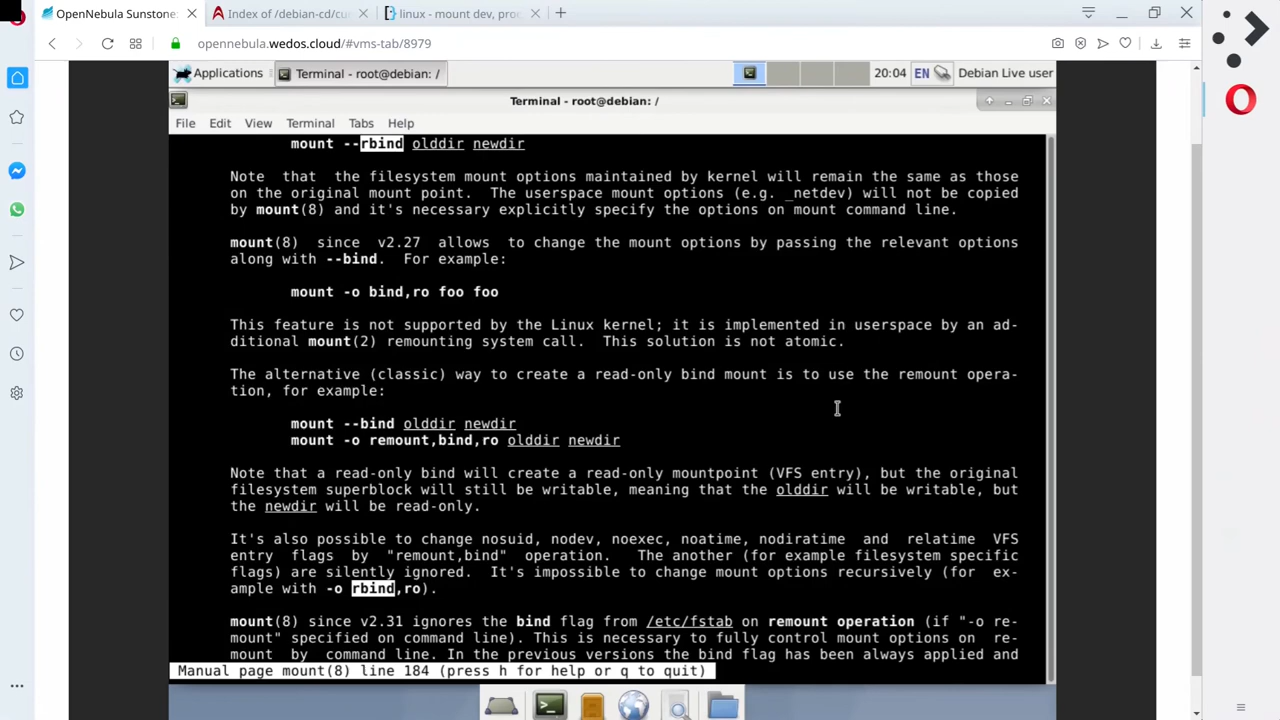 OpenNebula Sunstone:
Index of /debian-cd/cu
linux - mount dev, proc
opennebula.wedos.cloud/#vms-tab/8979
Applications
Terminal - root@debian: /
20:04
EN
Debian Live user
Terminal - root@debian: /
File Edit View Terminal Tabs Help
mount --rbind olddir newdir
Note that the filesystem mount options maintained by kernel will remain the same as those
on the original mount point. The userspace mount options (e.g. _netdev) will not be copied
by mount(8) and it's necessary explicitly specify the options on mount command line.
mount(8) since v2.27 allows to change the mount options by passing the relevant options
along with --bind. For example:
mount -o bind,ro foo foo
This feature is not supported by the Linux kernel; it is implemented in userspace by an ad-
ditional mount(2) remounting system call. This solution is not atomic.
The alternative (classic) way to create a read-only bind mount is to use the remount opera-
tion, for example:
mount --bind olddir newdir
mount -o remount,bind,ro olddir newdir
Note that a read-only bind will create a read-only mountpoint (VFS entry), but the original
filesystem superblock will still be writable, meaning that the olddir will be writable, but
the newdir will be read-only.
It's also possible to change nosuid, nodev, noexec, noatime, nodiratime and relatime VFS
entry flags by "remount,bind" operation. The another (for example filesystem specific
flags) are silently ignored. It's impossible to change mount options recursively (for ex-
ample with -o rbind,ro).
mount(8) since v2.31 ignores the bind flag from /etc/fstab on remount operation (if "-o re-
mount" specified on command line). This is necessary to fully control mount options on re-
mount by command line. In the previous versions the bind flag has been always applied and
Manual page mount(8) line 184 (press h for help or q to quit)